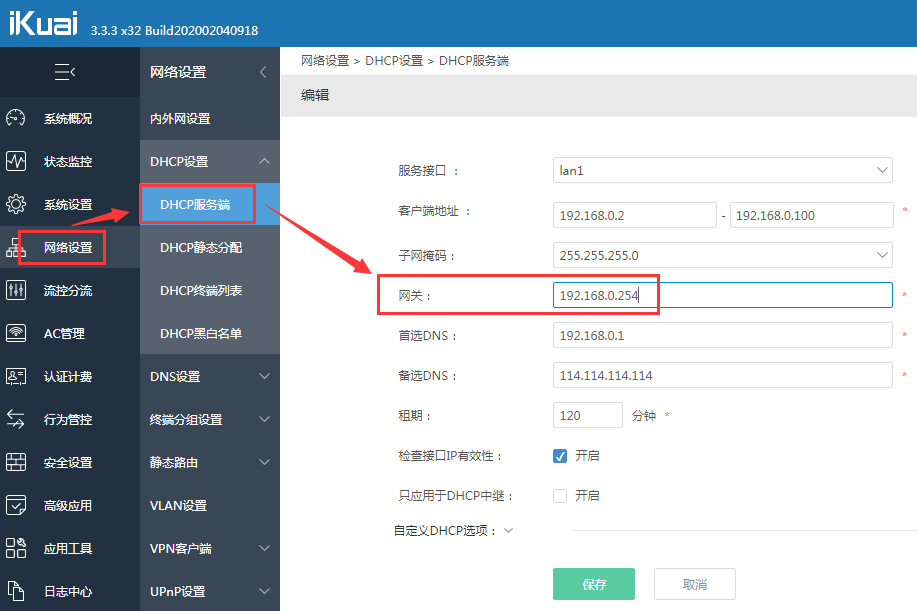 iKuai 3.3.3 x32 Build202002040918
系统概况
状态监控
系统设置
网络设置
流控分流
AC管理
认证计费
行为管控
安全设置
高级应用
应用工具
日志中心
网络设置
内外网设置
DHCP设置
DHCP服务端
DHCP静态分配
DHCP终端列表
DHCP黑白名单
DNS设置
终端分组设置
静态路由
VLAN设置
VPN客户端
UPnP设置
网络设置 > DHCP设置 > DHCP服务端
编辑
服务接口 : lan1
客户端地址 : 192.168.0.2 - 192.168.0.100 *
子网掩码 : 255.255.255.0
网关 : 192.168.0.254 *
首选DNS : 192.168.0.1 *
备选DNS : 114.114.114.114 *
租期 : 120 分钟 *
检查接口IP有效性 : 开启
只应用于DHCP中继 : 开启
自定义DHCP选项 :
保存 取消